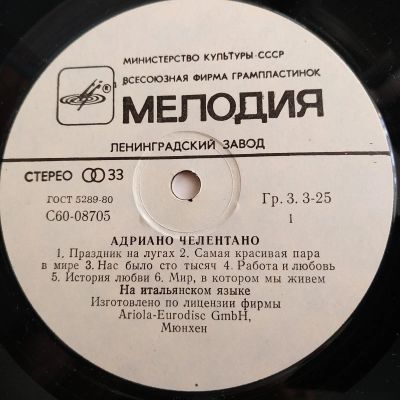 МИНИСТЕРСТВО КУЛЬТУРЫ·СССР
ВСЕСОЮЗНАЯ ФИРМА ГРАМПЛАСТИНОК
®
МЕЛОДИЯ
ЛЕНИНГРАДСКИЙ ЗАВОД
СТЕРЕО 33
ГОСТ 5289-80
С60-08705
Гр. 3. 3-25
1
АДРИАНО ЧЕЛЕНТАНО
1. Праздник на лугах 2. Самая красивая пара
в мире 3. Нас было сто тысяч 4. Работа и любовь
5. История любви 6. Мир, в котором мы живем
На итальянском языке
Изготовлено по лицензии фирмы
Ariola-Eurodisc GmbH,
Мюнхен